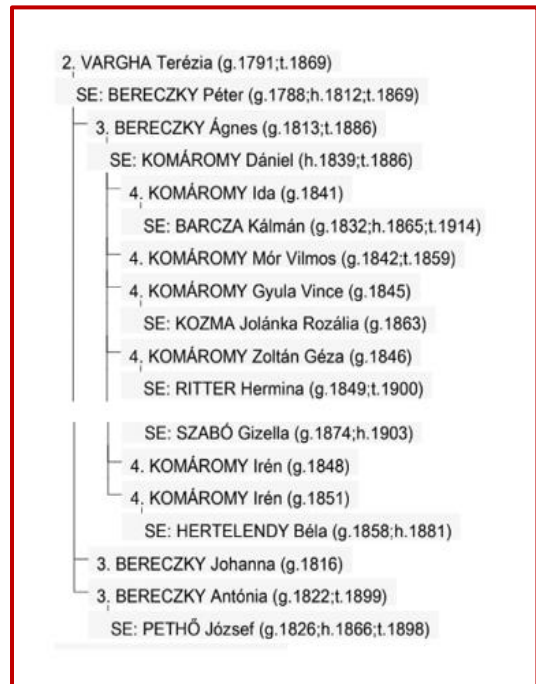 2. VARGHA Terézia (g.1791;t.1869)
SE: BERECZKY Péter (g.1788;h.1812;t.1869)
3. BERECZKY Ágnes (g.1813;t.1886)
SE: KOMÁROMY Dániel (h.1839;t.1886)
4. KOMÁROMY Ida (g.1841)
SE: BARCZA Kálmán (g.1832;h.1865;t.1914)
4. KOMÁROMY Mór Vilmos (g.1842;t.1859)
4. KOMÁROMY Gyula Vince (g.1845)
SE: KOZMA Jolánka Rozália (g.1863)
4. KOMÁROMY Zoltán Géza (g.1846)
SE: RITTER Hermina (g.1849;t.1900)
SE: SZABÓ Gizella (g.1874;h.1903)
4. KOMÁROMY Irén (g.1848)
4. KOMÁROMY Irén (g.1851)
SE: HERTELENDY Béla (g.1858;h.1881)
3. BERECZKY Johanna (g.1816)
3. BERECZKY Antónia (g.1822;t.1899)
SE: PETHŐ József (g.1826;h.1866;t.1898)